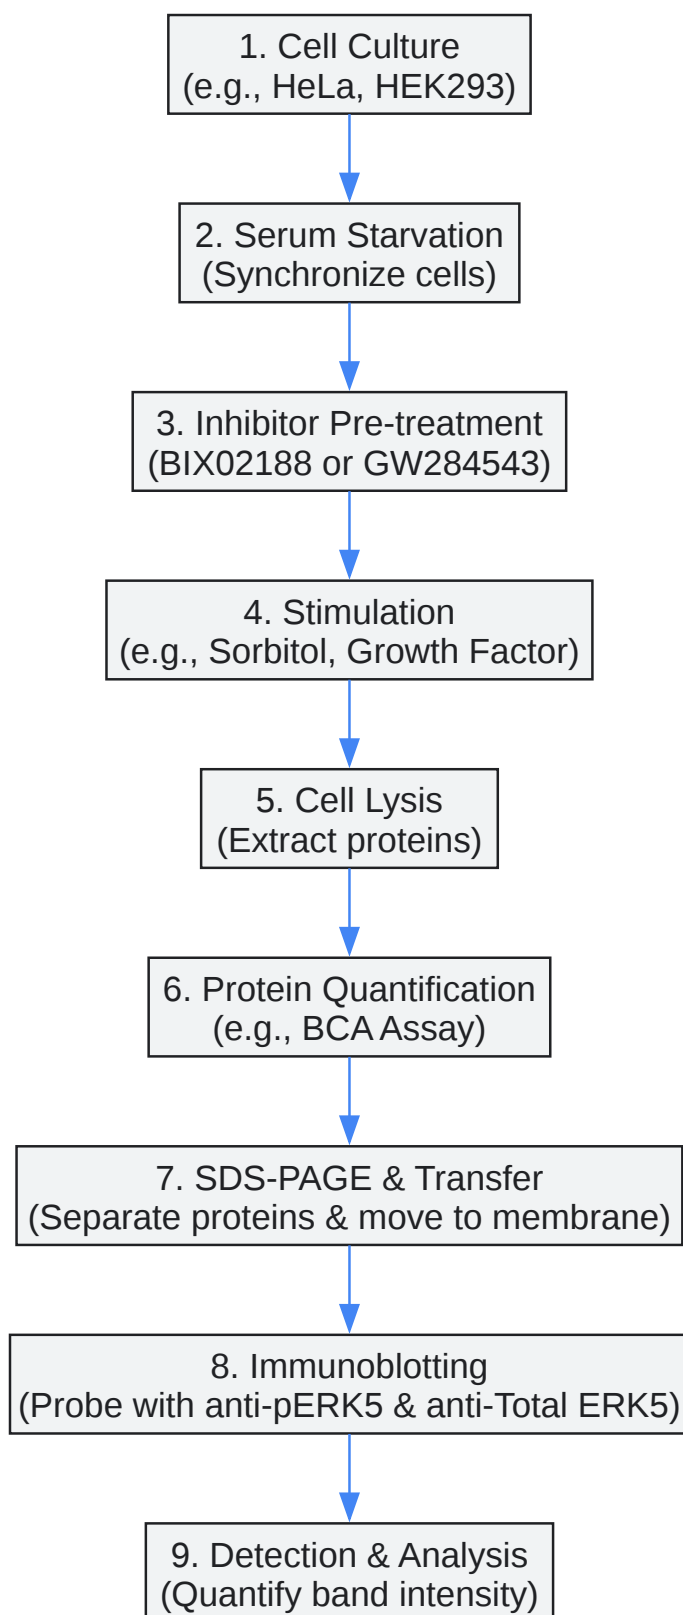 1. Cell Culture
(e.g., HeLa, HEK293)
2. Serum Starvation
(Synchronize cells)
3. Inhibitor Pre-treatment
(BIX02188 or GW284543)
4. Stimulation
(e.g., Sorbitol, Growth Factor)
5. Cell Lysis
(Extract proteins)
6. Protein Quantification
(e.g., BCA Assay)
7. SDS-PAGE & Transfer
(Separate proteins & move to membrane)
8. Immunoblotting
(Probe with anti-pERK5 & anti-Total ERK5)
9. Detection & Analysis
(Quantify band intensity)